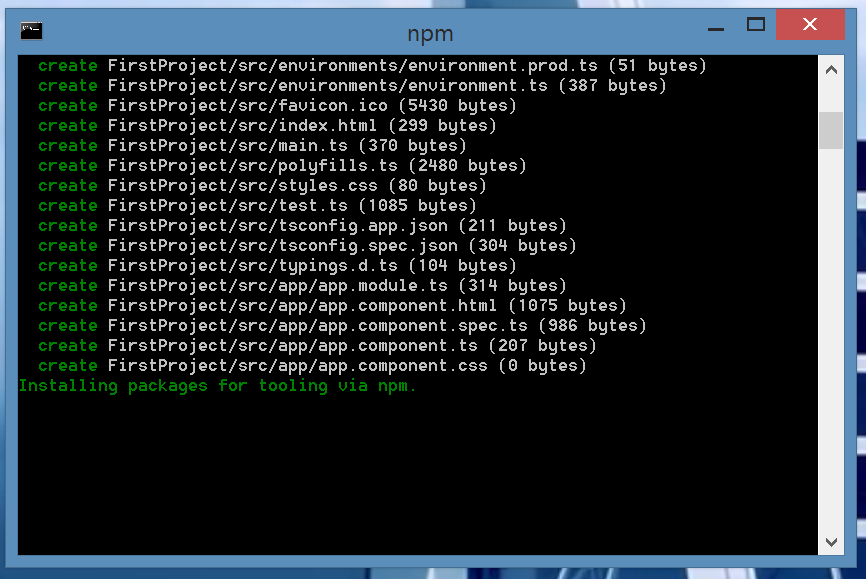 npm
create FirstProject/src/environments/environment.prod.ts (51 bytes)
create FirstProject/src/environments/environment.ts (387 bytes)
create FirstProject/src/favicon.ico (5430 bytes)
create FirstProject/src/index.html (299 bytes)
create FirstProject/src/main.ts (370 bytes)
create FirstProject/src/polyfills.ts (2480 bytes)
create FirstProject/src/styles.css (80 bytes)
create FirstProject/src/test.ts (1085 bytes)
create FirstProject/src/tsconfig.app.json (211 bytes)
create FirstProject/src/tsconfig.spec.json (304 bytes)
create FirstProject/src/typings.d.ts (104 bytes)
create FirstProject/src/app/app.module.ts (314 bytes)
create FirstProject/src/app/app.component.html (1075 bytes)
create FirstProject/src/app/app.component.spec.ts (986 bytes)
create FirstProject/src/app/app.component.ts (207 bytes)
create FirstProject/src/app/app.component.css (0 bytes)
Installing packages for tooling via npm.